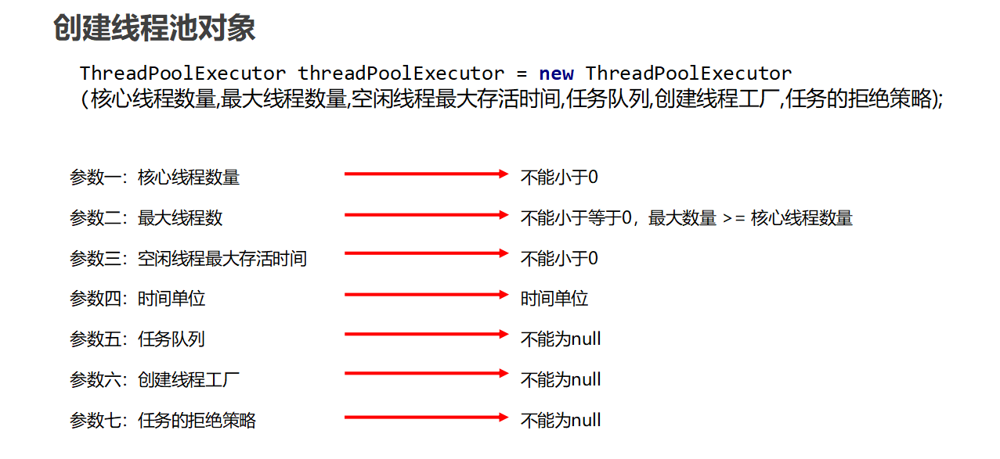 创建线程池对象
ThreadPoolExecutor threadPoolExecutor = new ThreadPoolExecutor
(核心线程数量,最大线程数量,空闲线程最大存活时间,任务队列,创建线程工厂,任务的拒绝策略);
参数一：核心线程数量 不能小于0
参数二：最大线程数 不能小于等于0，最大数量 >= 核心线程数量
参数三：空闲线程最大存活时间 不能小于0
参数四：时间单位 时间单位
参数五：任务队列 不能为null
参数六：创建线程工厂 不能为null
参数七：任务的拒绝策略 不能为null